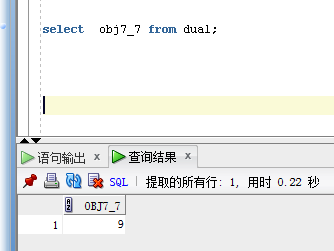 select obj7_7 from dual;
语句输出 × 查询结果 ×
SQL | 提取的所有行: 1, 用时 0.22 秒
OBJ7_7
1 9